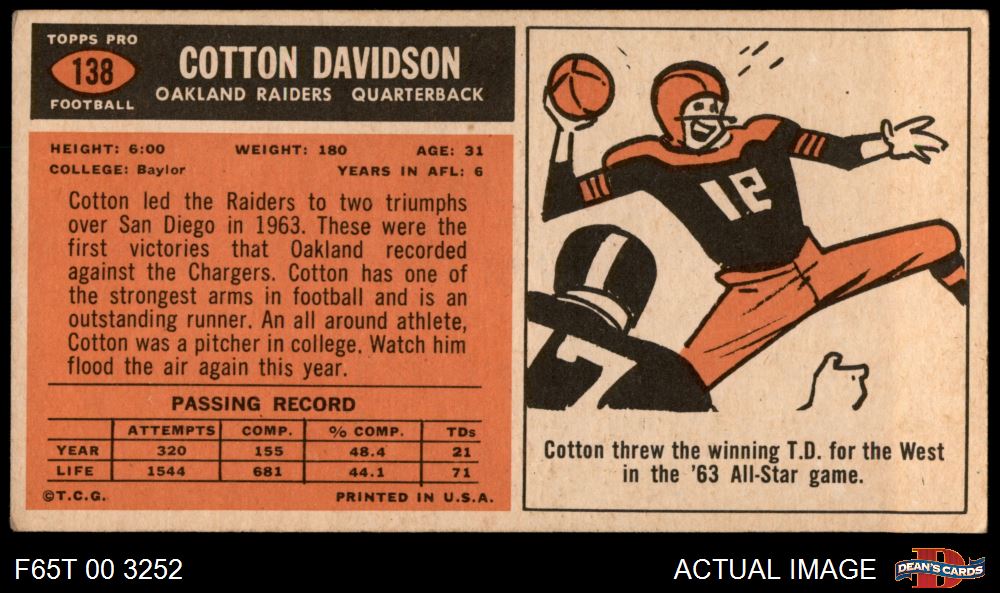 TOPPS PRO
138
FOOTBALL
COTTON DAVIDSON
OAKLAND RAIDERS QUARTERBACK
HEIGHT: 6:00 WEIGHT: 180 AGE: 31
COLLEGE: Baylor YEARS IN AFL: 6
Cotton led the Raiders to two triumphs
over San Diego in 1963. These were the
first victories that Oakland recorded
against the Chargers. Cotton has one of
the strongest arms in football and is an
outstanding runner. An all around athlete,
Cotton was a pitcher in college. Watch him
flood the air again this year.
PASSING RECORD
ATTEMPTS COMP. % COMP. TDs
YEAR 320 155 48.4 21
LIFE 1544 681 44.1 71
©T.C.G. PRINTED IN U.S.A.
12
7
Cotton threw the winning T.D. for the West
in the '63 All-Star game.
F65T 00 3252
ACTUAL IMAGE
D
DEAN'S CARDS